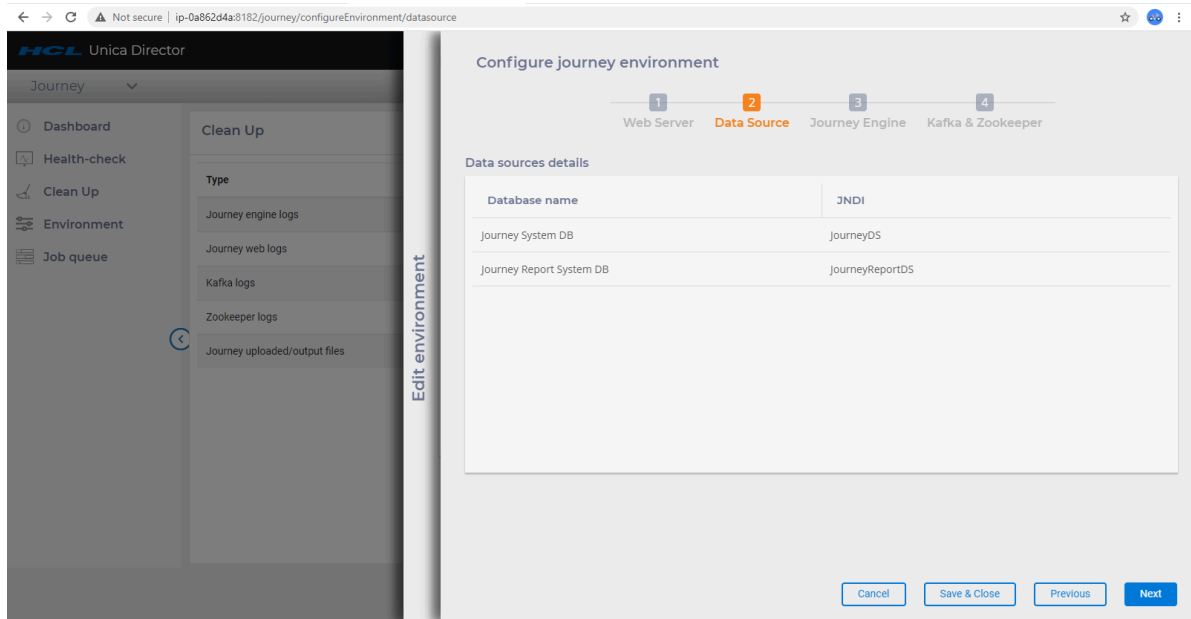 Not secure | ip-0a862d4a:8182/journey/configureEnvironment/datasource
HCL Unica Director
Journey
Dashboard
Health-check
Clean Up
Environment
Job queue
Clean Up
Type
Journey engine logs
Journey web logs
Kafka logs
Zookeeper logs
Journey uploaded/output files
Edit environment
Configure journey environment
1 2 3 4
Web Server Data Source Journey Engine Kafka & Zookeeper
Data sources details
Database name JNDI
Journey System DB JourneyDS
Journey Report System DB JourneyReportDS
Cancel Save & Close Previous Next